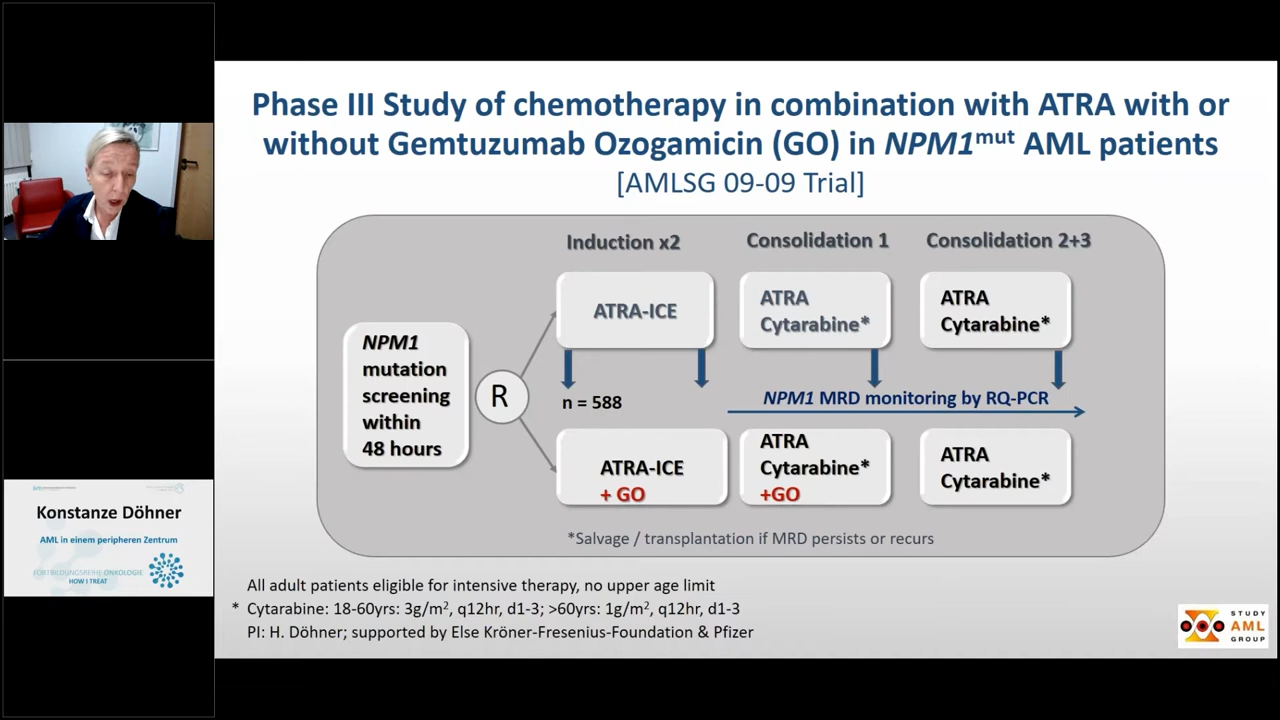 Phase III Study of chemotherapy in combination with ATRA with or
without Gemtuzumab Ozogamicin (GO) in NPM1mut AML patients
[AMLSG 09-09 Trial]
Induction x2
Consolidation 1
Consolidation 2+3
NPM1
mutation
screening
within
48 hours
R
ATRA-ICE
ATRA
Cytarabine*
ATRA
Cytarabine*
n = 588
NPM1 MRD monitoring by RQ-PCR
ATRA-ICE
+ GO
ATRA
Cytarabine*
+GO
ATRA
Cytarabine*
*Salvage / transplantation if MRD persists or recurs
All adult patients eligible for intensive therapy, no upper age limit
* Cytarabine: 18-60yrs: 3g/m², q12hr, d1-3; >60yrs: 1g/m², q12hr, d1-3
PI: H. Döhner; supported by Else Kröner-Fresenius-Foundation & Pfizer
STUDY
AML
GROUP
Konstanze Döhner
AML in einem peripheren Zentrum
FORTBILDUNGSREIHE ONKOLOGIE
HOW I TREAT